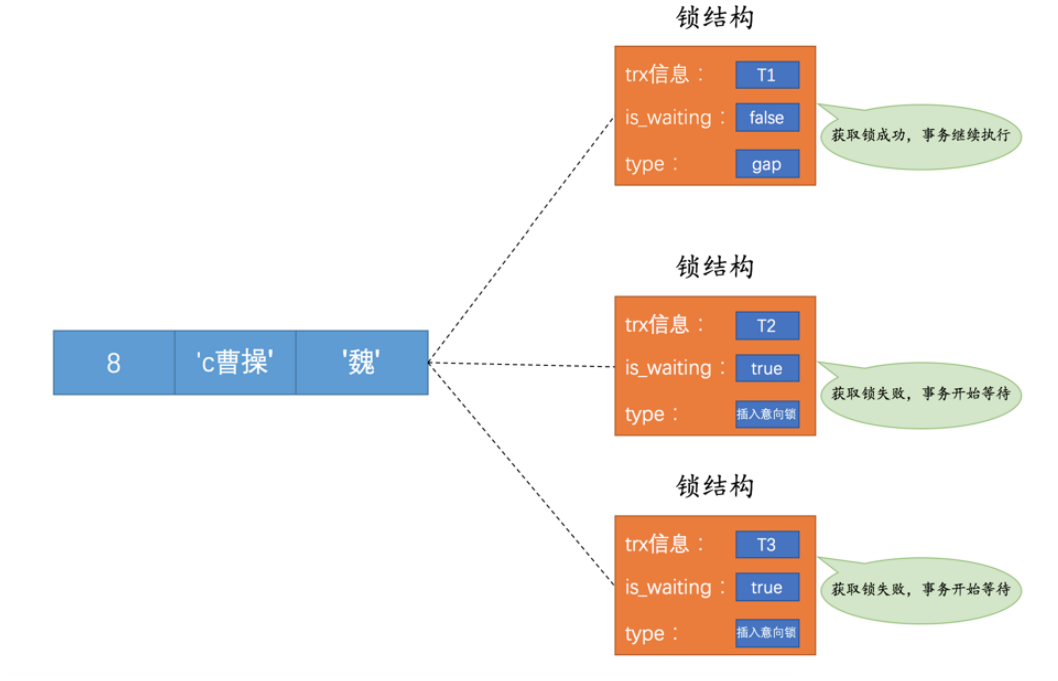 锁结构
trx信息： T1
is_waiting： false
type： gap
获取锁成功，事务继续执行
锁结构
trx信息： T2
is_waiting： true
type： 插入意向锁
获取锁失败，事务开始等待
8 'c曹操' '魏'
锁结构
trx信息： T3
is_waiting： true
type： 插入意向锁
获取锁失败，事务开始等待